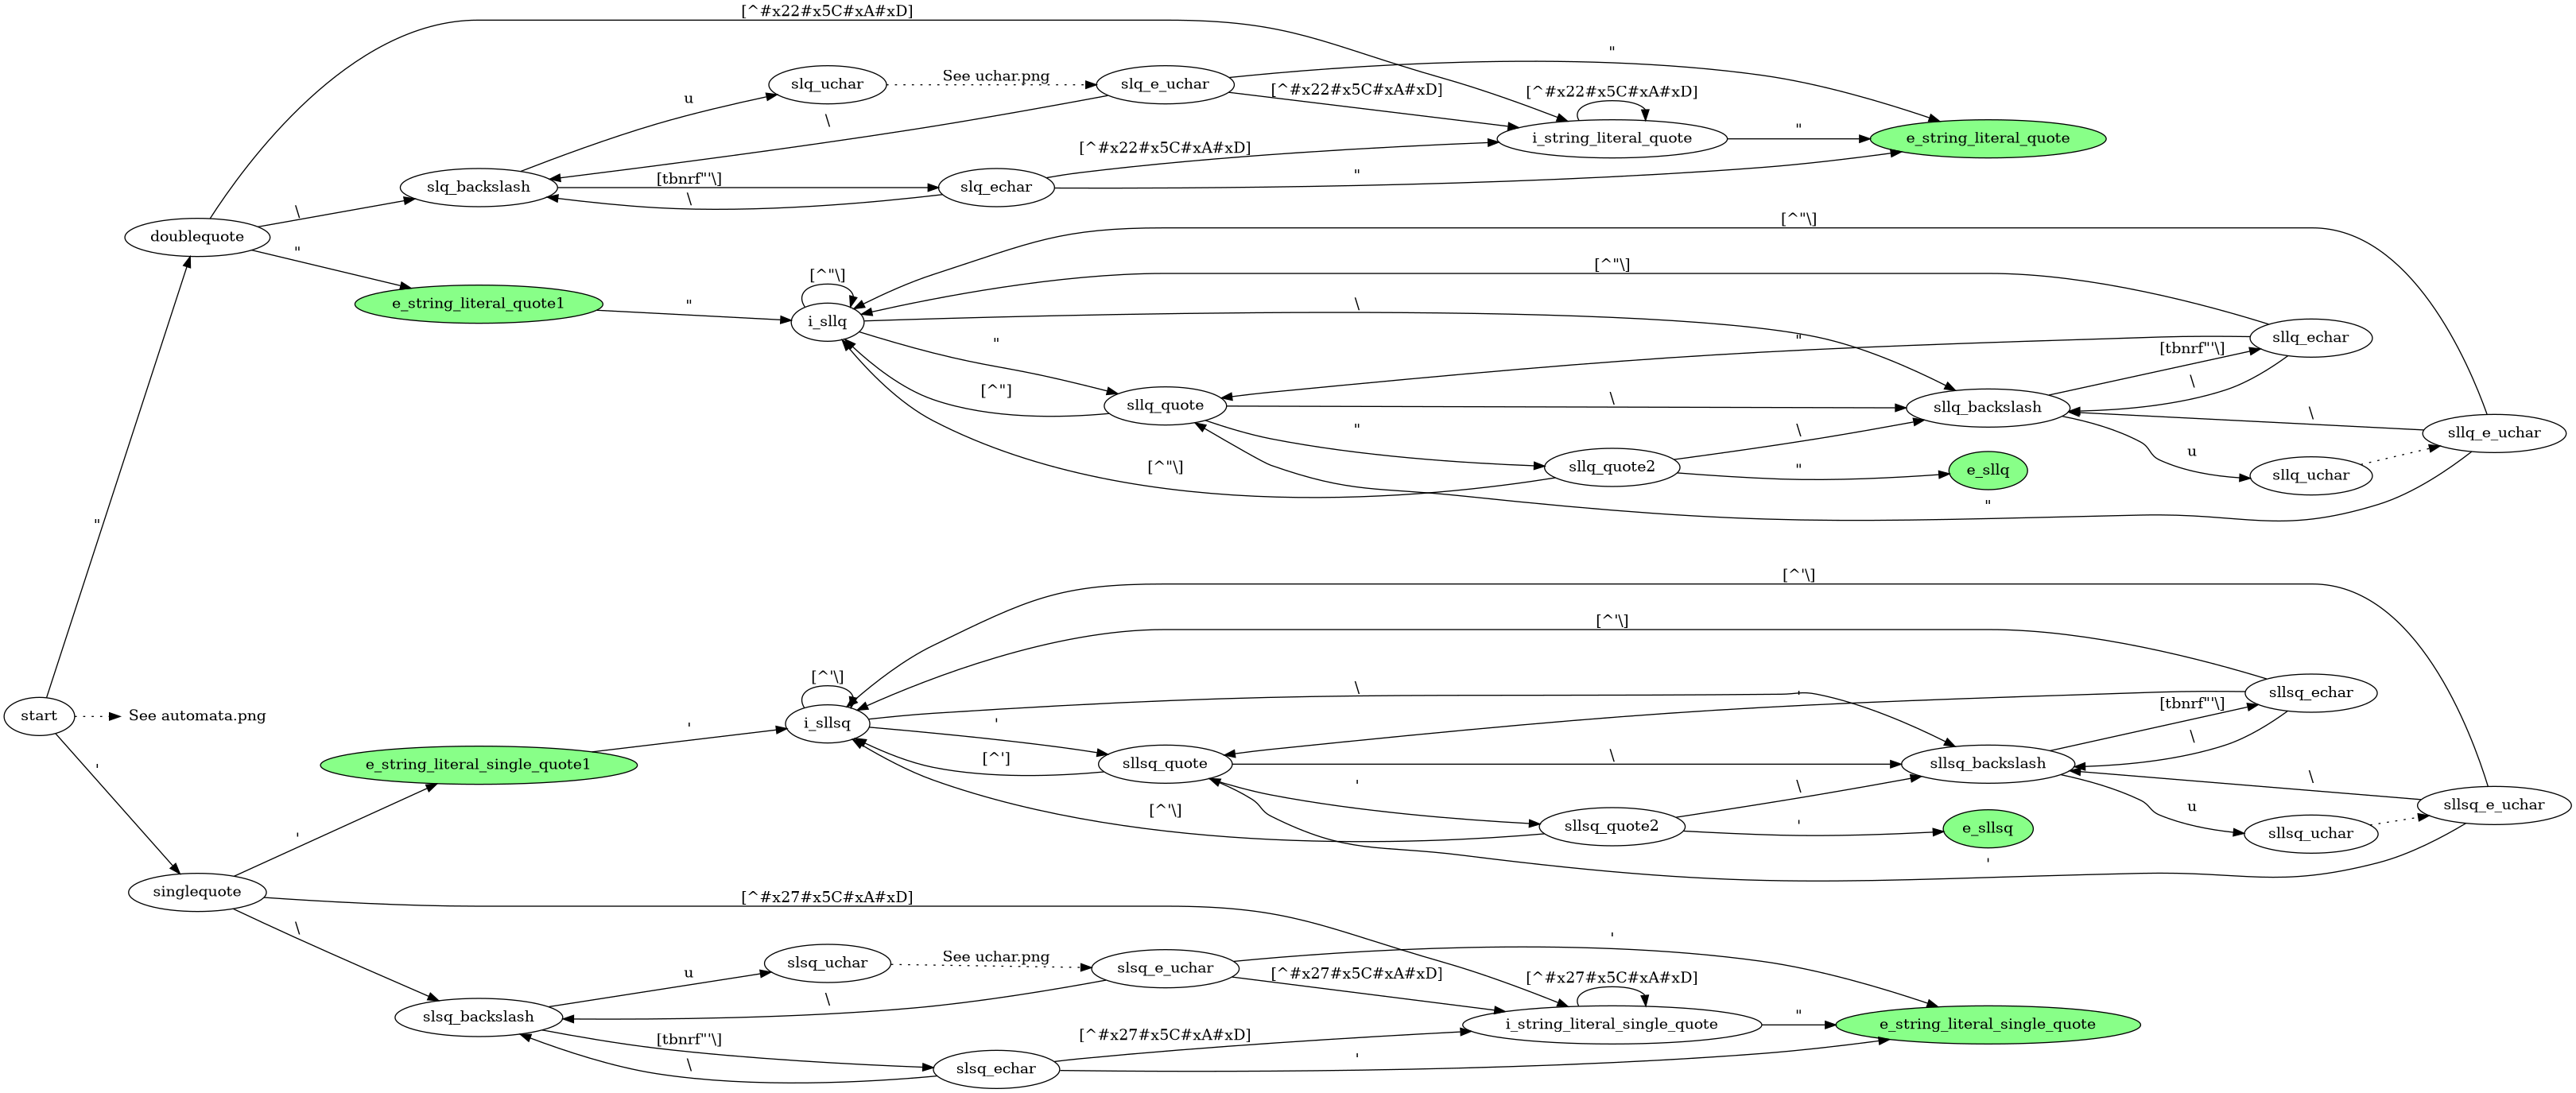 [^#x22#x5C#xA#xD]
"
slq_uchar
See uchar.png
slq_e_uchar
u
[^#x22#x5C#xA#xD]
[^#x22#x5C#xA#xD]
\
"
i_string_literal_quote
e_string_literal_quote
[^#x22#x5C#xA#xD]
slq_backslash
[tbnrf"'\]
slq_echar
"
\
\
doublequote
"
[^"\]
[^"\]
[^"\]
e_string_literal_quote1
"
i_sllq
\
"
"
sllq_echar
[tbnrf"'\]
[^"]
sllq_quote
\
sllq_backslash
\
\
sllq_e_uchar
"
\
u
[^"\]
sllq_quote2
"
e_sllq
sllq_uchar
"
"
[^'\]
[^'\]
[^'\]
\
'
sllsq_echar
[tbnrf"'\]
start
See automata.png
'
i_sllsq
'
\
[^']
sllsq_quote
\
sllsq_backslash
'
e_string_literal_single_quote1
\
sllsq_e_uchar
'
\
u
[^'\]
sllsq_quote2
'
e_sllsq
sllsq_uchar
'
'
singlequote
[^#x27#x5C#xA#xD]
\
'
slsq_uchar
See uchar.png
slsq_e_uchar
u
[^#x27#x5C#xA#xD]
[^#x27#x5C#xA#xD]
\
slsq_backslash
"
i_string_literal_single_quote
e_string_literal_single_quote
[tbnrf"'\]
[^#x27#x5C#xA#xD]
\
slsq_echar
'